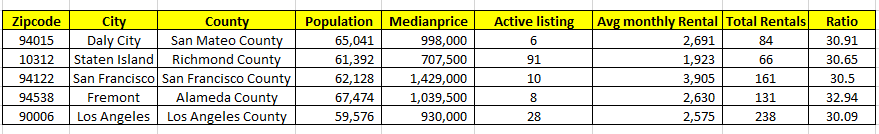 Zipcode City County Population Medianprice Active listing Avg monthly Rental Total Rentals Ratio
94015 Daly City San Mateo County 65,041 998,000 6 2,691 84 30.91
10312 Staten Island Richmond County 61,392 707,500 91 1,923 66 30.65
94122 San Francisco San Francisco County 62,128 1,429,000 10 3,905 161 30.5
94538 Fremont Alameda County 67,474 1,039,500 8 2,630 131 32.94
90006 Los Angeles Los Angeles County 59,576 930,000 28 2,575 238 30.09